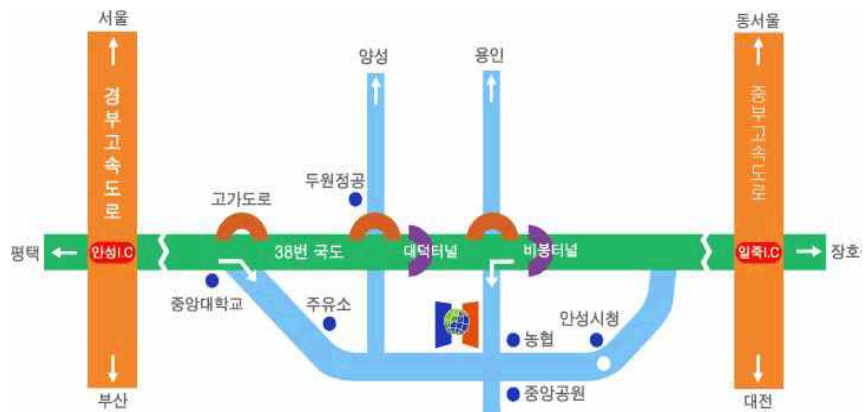 서울
동서울
양성
용인
경부고속도로
중부고속도로
두원정공
고가도로
평택
안성I.C
38번 국도
대덕터널
비봉터널
일죽I.C
중앙대학교
주유소
농협
안성시청
중앙공원
부산
대전